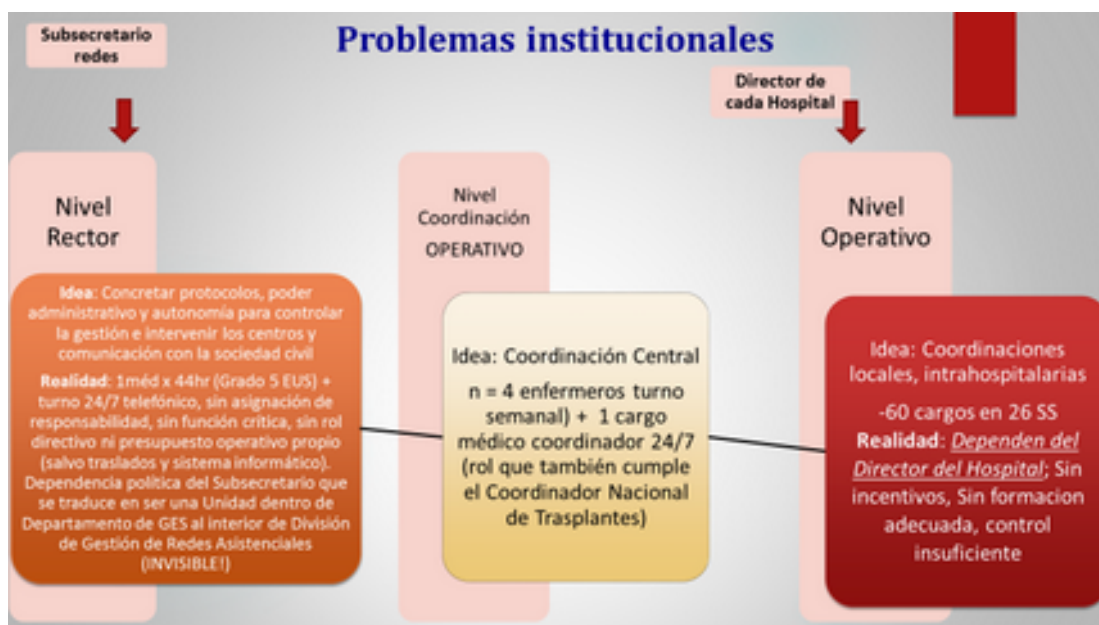 Problemas institucionales
Subsecretario
redes
Director de
cada Hospital
Nivel
Rector
Idea: Concretar protocolos, poder
administrativo y autonomía para controlar
la gestión e intervenir los centros y
comunicación con la sociedad civil
Realidad: 1méd x 44hr (Grado 5 EUS) +
turno 24/7 telefónico, sin asignación de
responsabilidad, sin función crítica, sin rol
directivo ni presupuesto operativo propio
(salvo traslados y sistema informático).
Dependencia política del Subsecretario que
se traduce en ser una Unidad dentro de
Departamento de GES al interior de División
de Gestión de Redes Asistenciales
(INVISIBLE!)
Nivel
Coordinación
OPERATIVO
Idea: Coordinación Central
n = 4 enfermeros turno
semanal) + 1 cargo
médico coordinador 24/7
(rol que también cumple
el Coordinador Nacional
de Trasplantes)
Nivel
Operativo
Idea: Coordinaciones
locales, intrahospitalarias
-60 cargos en 26 SS
Realidad: Dependen del
Director del Hospital; Sin
incentivos, Sin formacion
adecuada, control
insuficiente